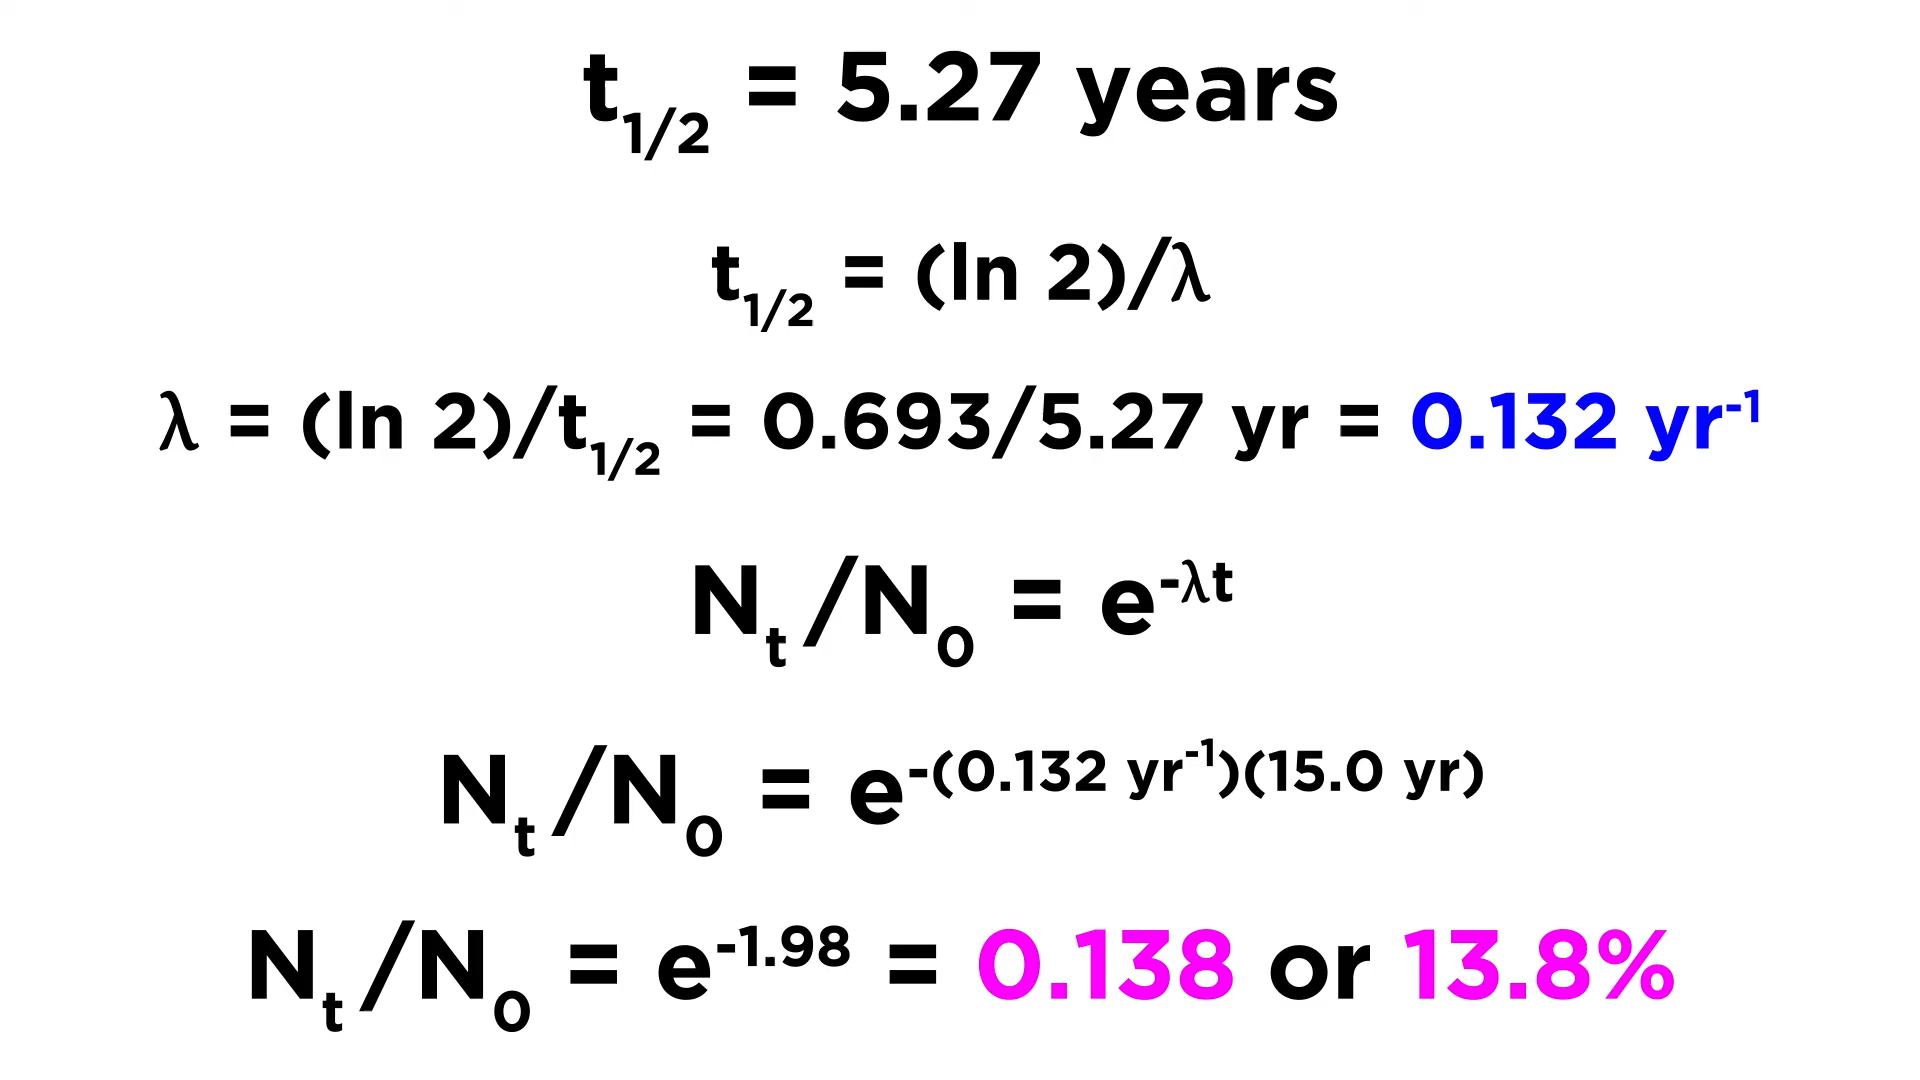 t₁/₂ = 5.27 years
t₁/₂ = (ln 2)/λ
λ = (ln 2)/t₁/₂ = 0.693/5.27 yr = 0.132 yr⁻¹
Nₜ/N₀ = e^-λt
Nₜ/N₀ = e^-(0.132 yr⁻¹)(15.0 yr)
Nₜ/N₀ = e^-1.98 = 0.138 or 13.8%